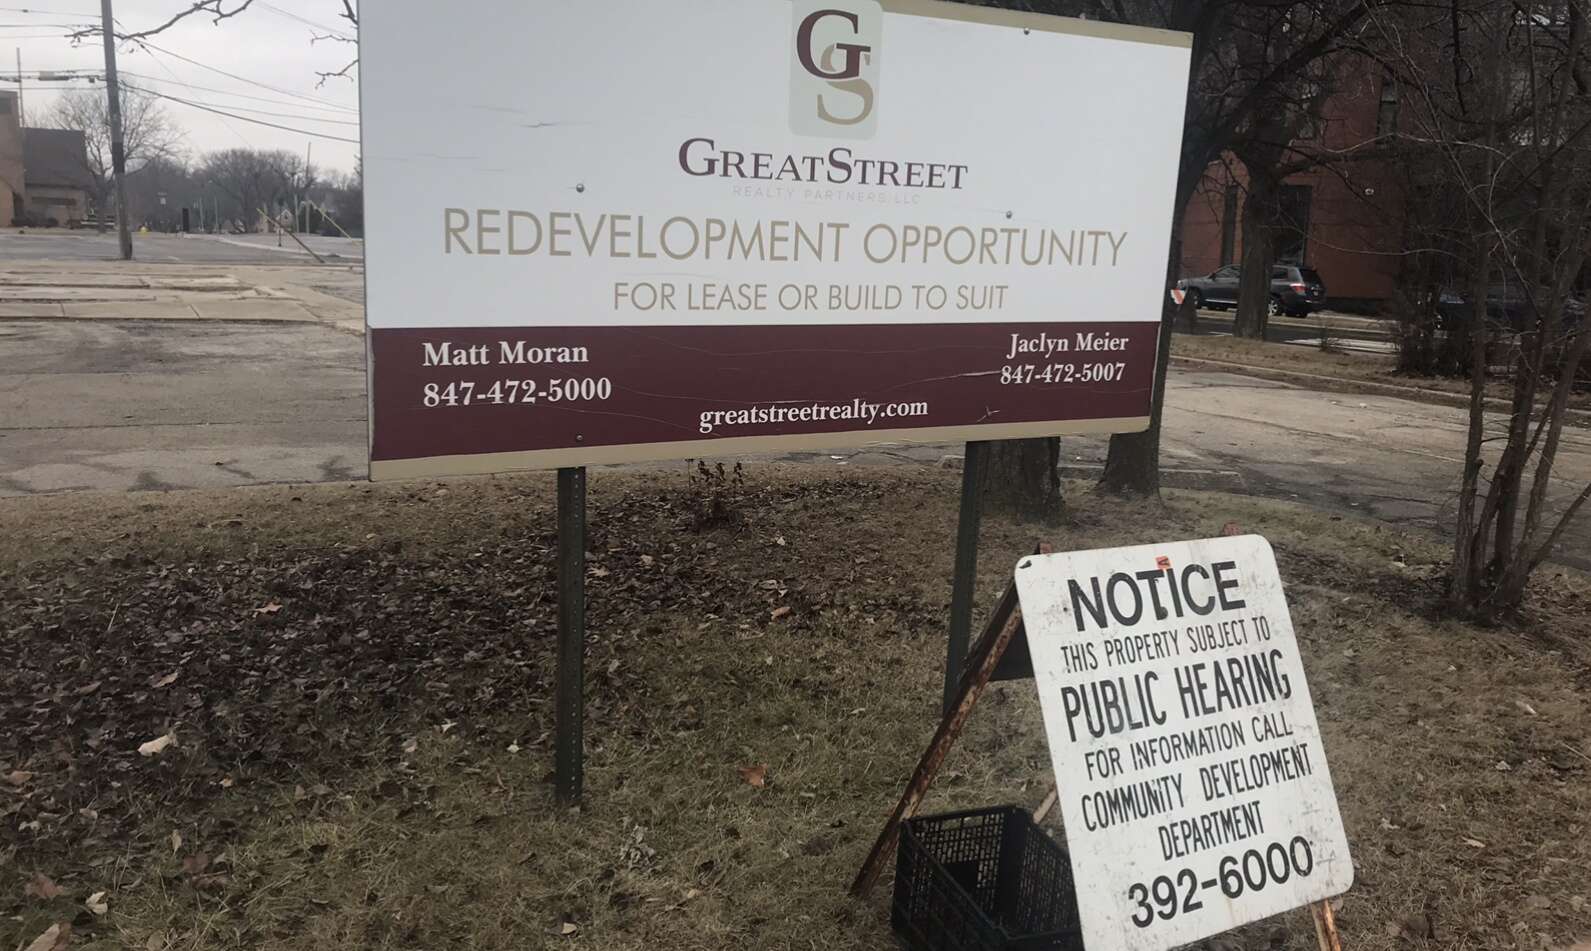 GS
GREATSTREET
REALTY PARTNERS LLC
REDEVELOPMENT OPPORTUNITY
FOR LEASE OR BUILD TO SUIT
Matt Moran
847-472-5000
Jaclyn Meier
847-472-5007
greatstreetrealty.com
NOTICE
THIS PROPERTY SUBJECT TO
PUBLIC HEARING
FOR INFORMATION CALL
COMMUNITY DEVELOPMENT
DEPARTMENT
392-6000